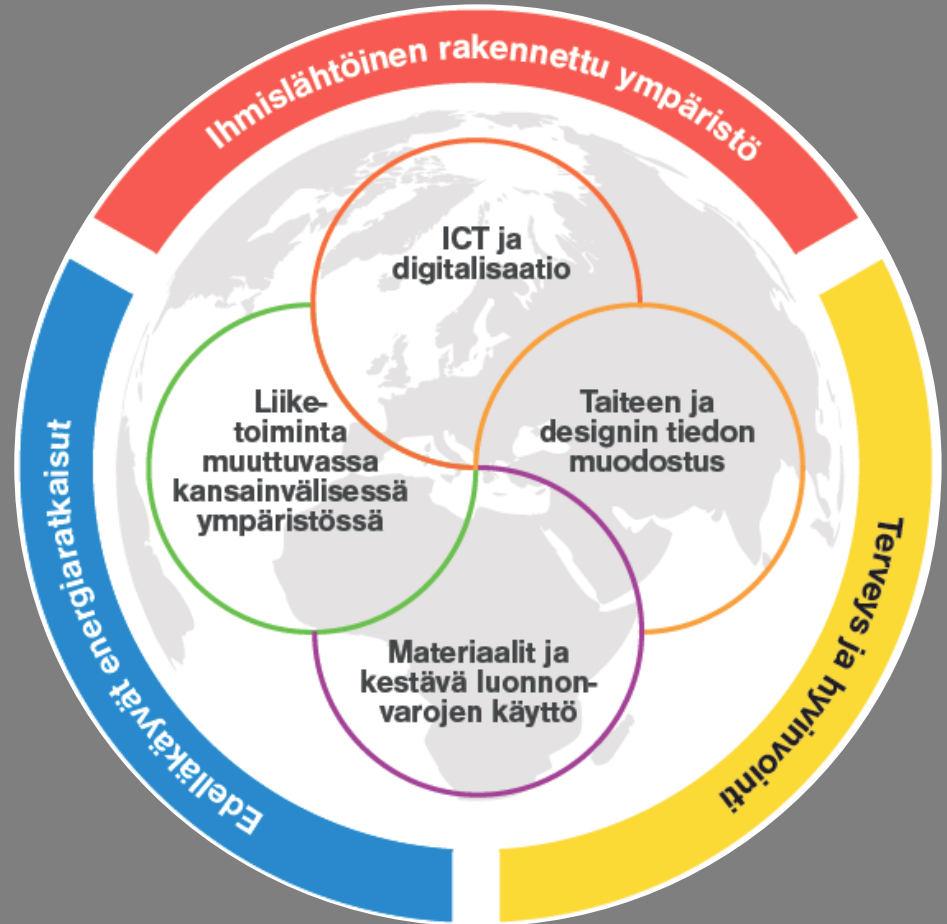 Ihmislähtöinen rakennettu ympäristö
ICT ja
digitalisaatio
Liike-
toiminta
muuttuvassa
kansainvälisessä
ympäristössä
Taiteen ja
designin tiedon
muodostus
Materiaalit ja
kestävä luonnon-
varojen käyttö
Edelläkäyvät energiaratkaisut
Terveys ja hyvinvointi